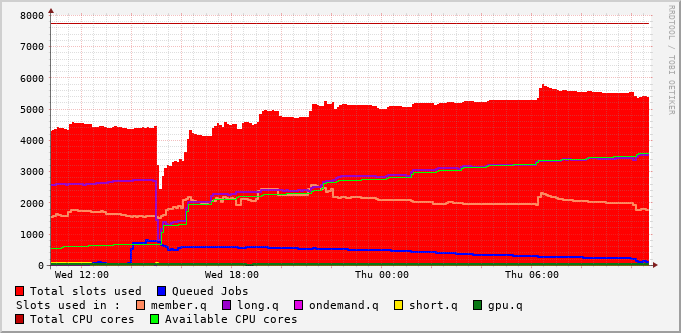 8000
7000
6000
5000
4000
3000
2000
1000
0
Wed 12:00 Wed 18:00 Thu 00:00 Thu 06:00
RRDTOOL / TOBI OETIKER
Total slots used Queued Jobs
Slots used in : member.q long.q ondemand.q short.q gpu.q
Total CPU cores Available CPU cores